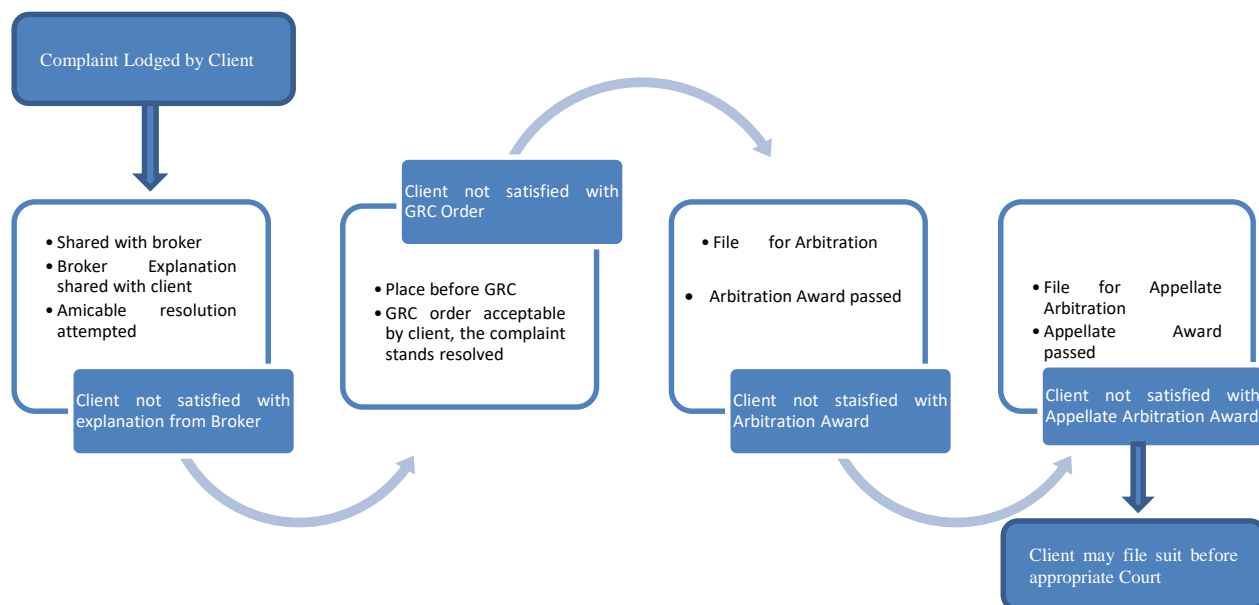 Complaint Lodged by Client
• Shared with broker
• Broker Explanation
shared with client
• Amicable resolution
attempted
Client not satisfied with
explanation from Broker
Client not satisfied with
GRC Order
• Place before GRC
• GRC order acceptable
by client, the complaint
stands resolved
• File for Arbitration
• Arbitration Award passed
Client not staisfied with
Arbitration Award
• File for Appellate
Arbitration
• Appellate Award
passed
Client not satisfied with
Appellate Arbitration Award
Client may file suit before
appropriate Court